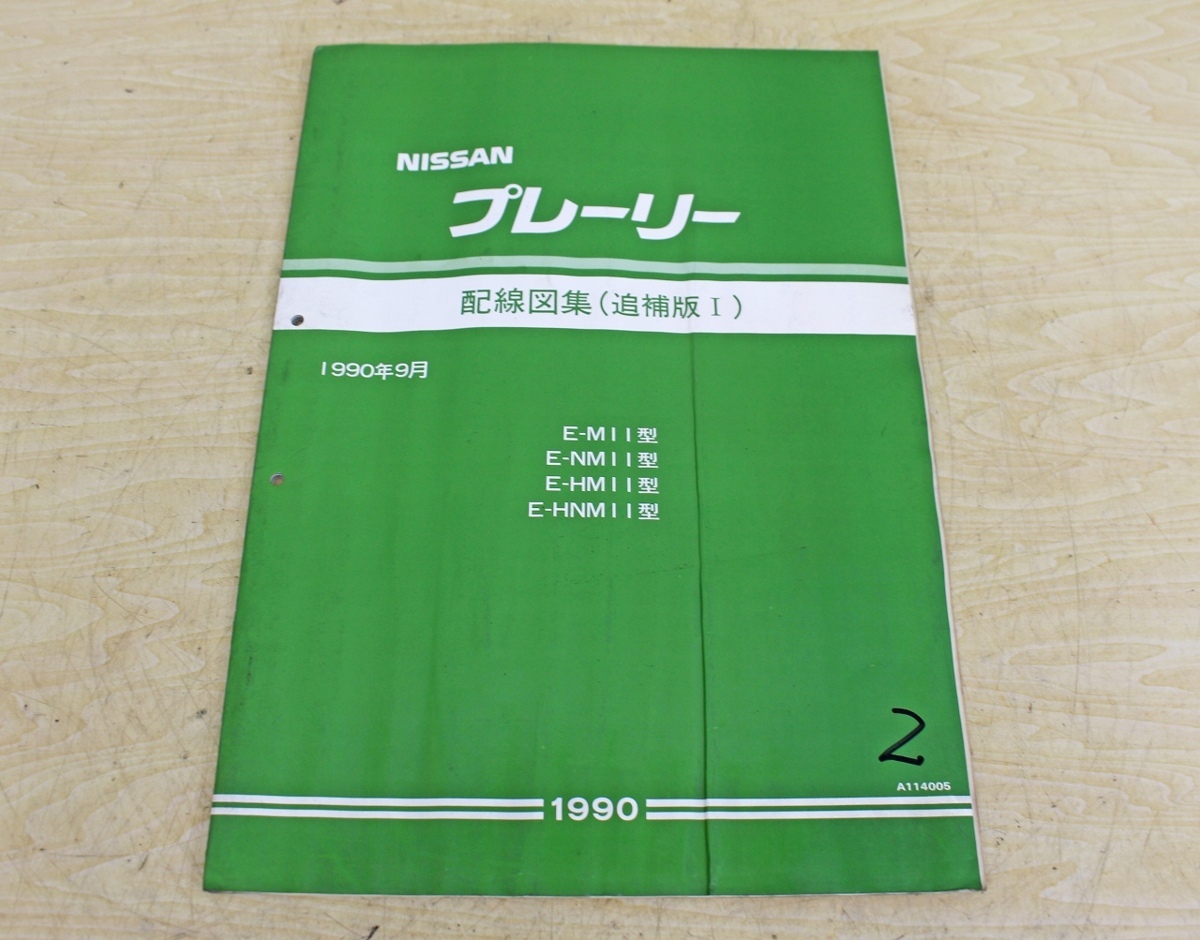 NISSAN
プレーリー
配線図集(追補版Ⅰ)
1990年9月
E-M11型
E-NM11型
E-HM11型
E-HNM11型
2
A114005
1990